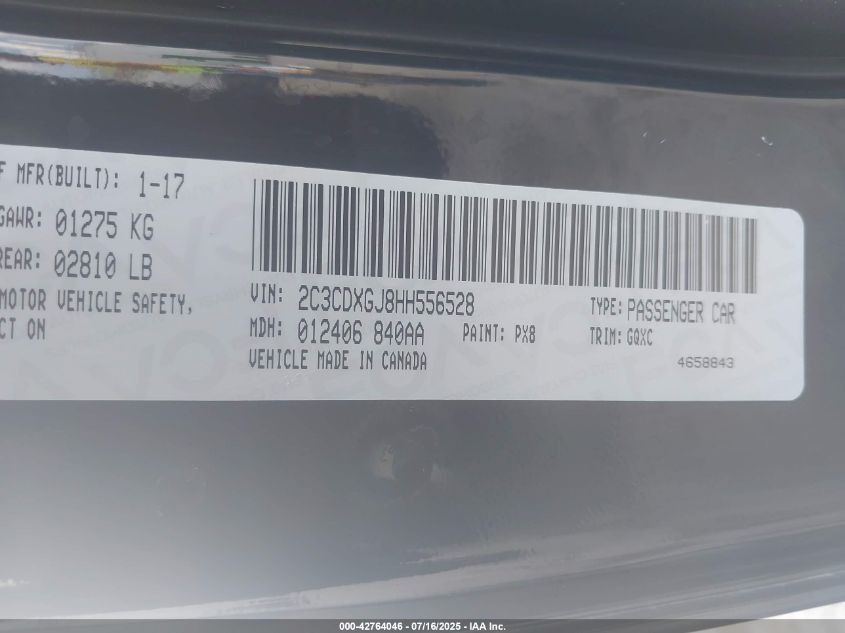 F MFR(BUILT): 1-17
GAWR: 01275 KG
REAR: 02810 LB
MOTOR VEHICLE SAFETY,
CT ON
VIN: 2C3CDXGJ8HH556528
MDH: 012406 840AA PAINT: PX8
VEHICLE MADE IN CANADA
TYPE: PASSENGER CAR
TRIM: GQXC
4658843
000-42764046 - 07/16/2025 - IAA Inc.